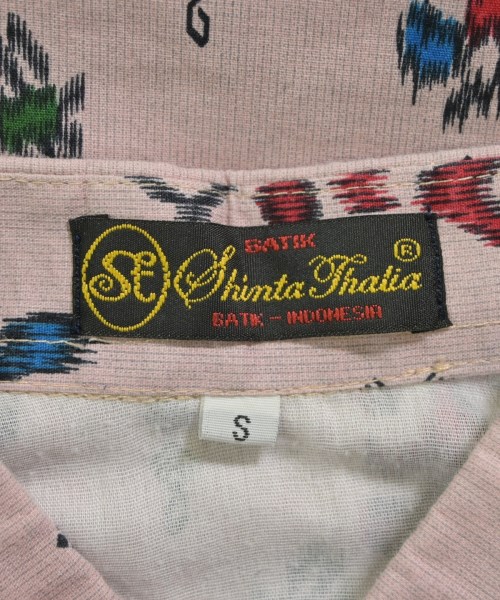 BATIK
St Shinta Thalia ®
BATIK - INDONESIA
S